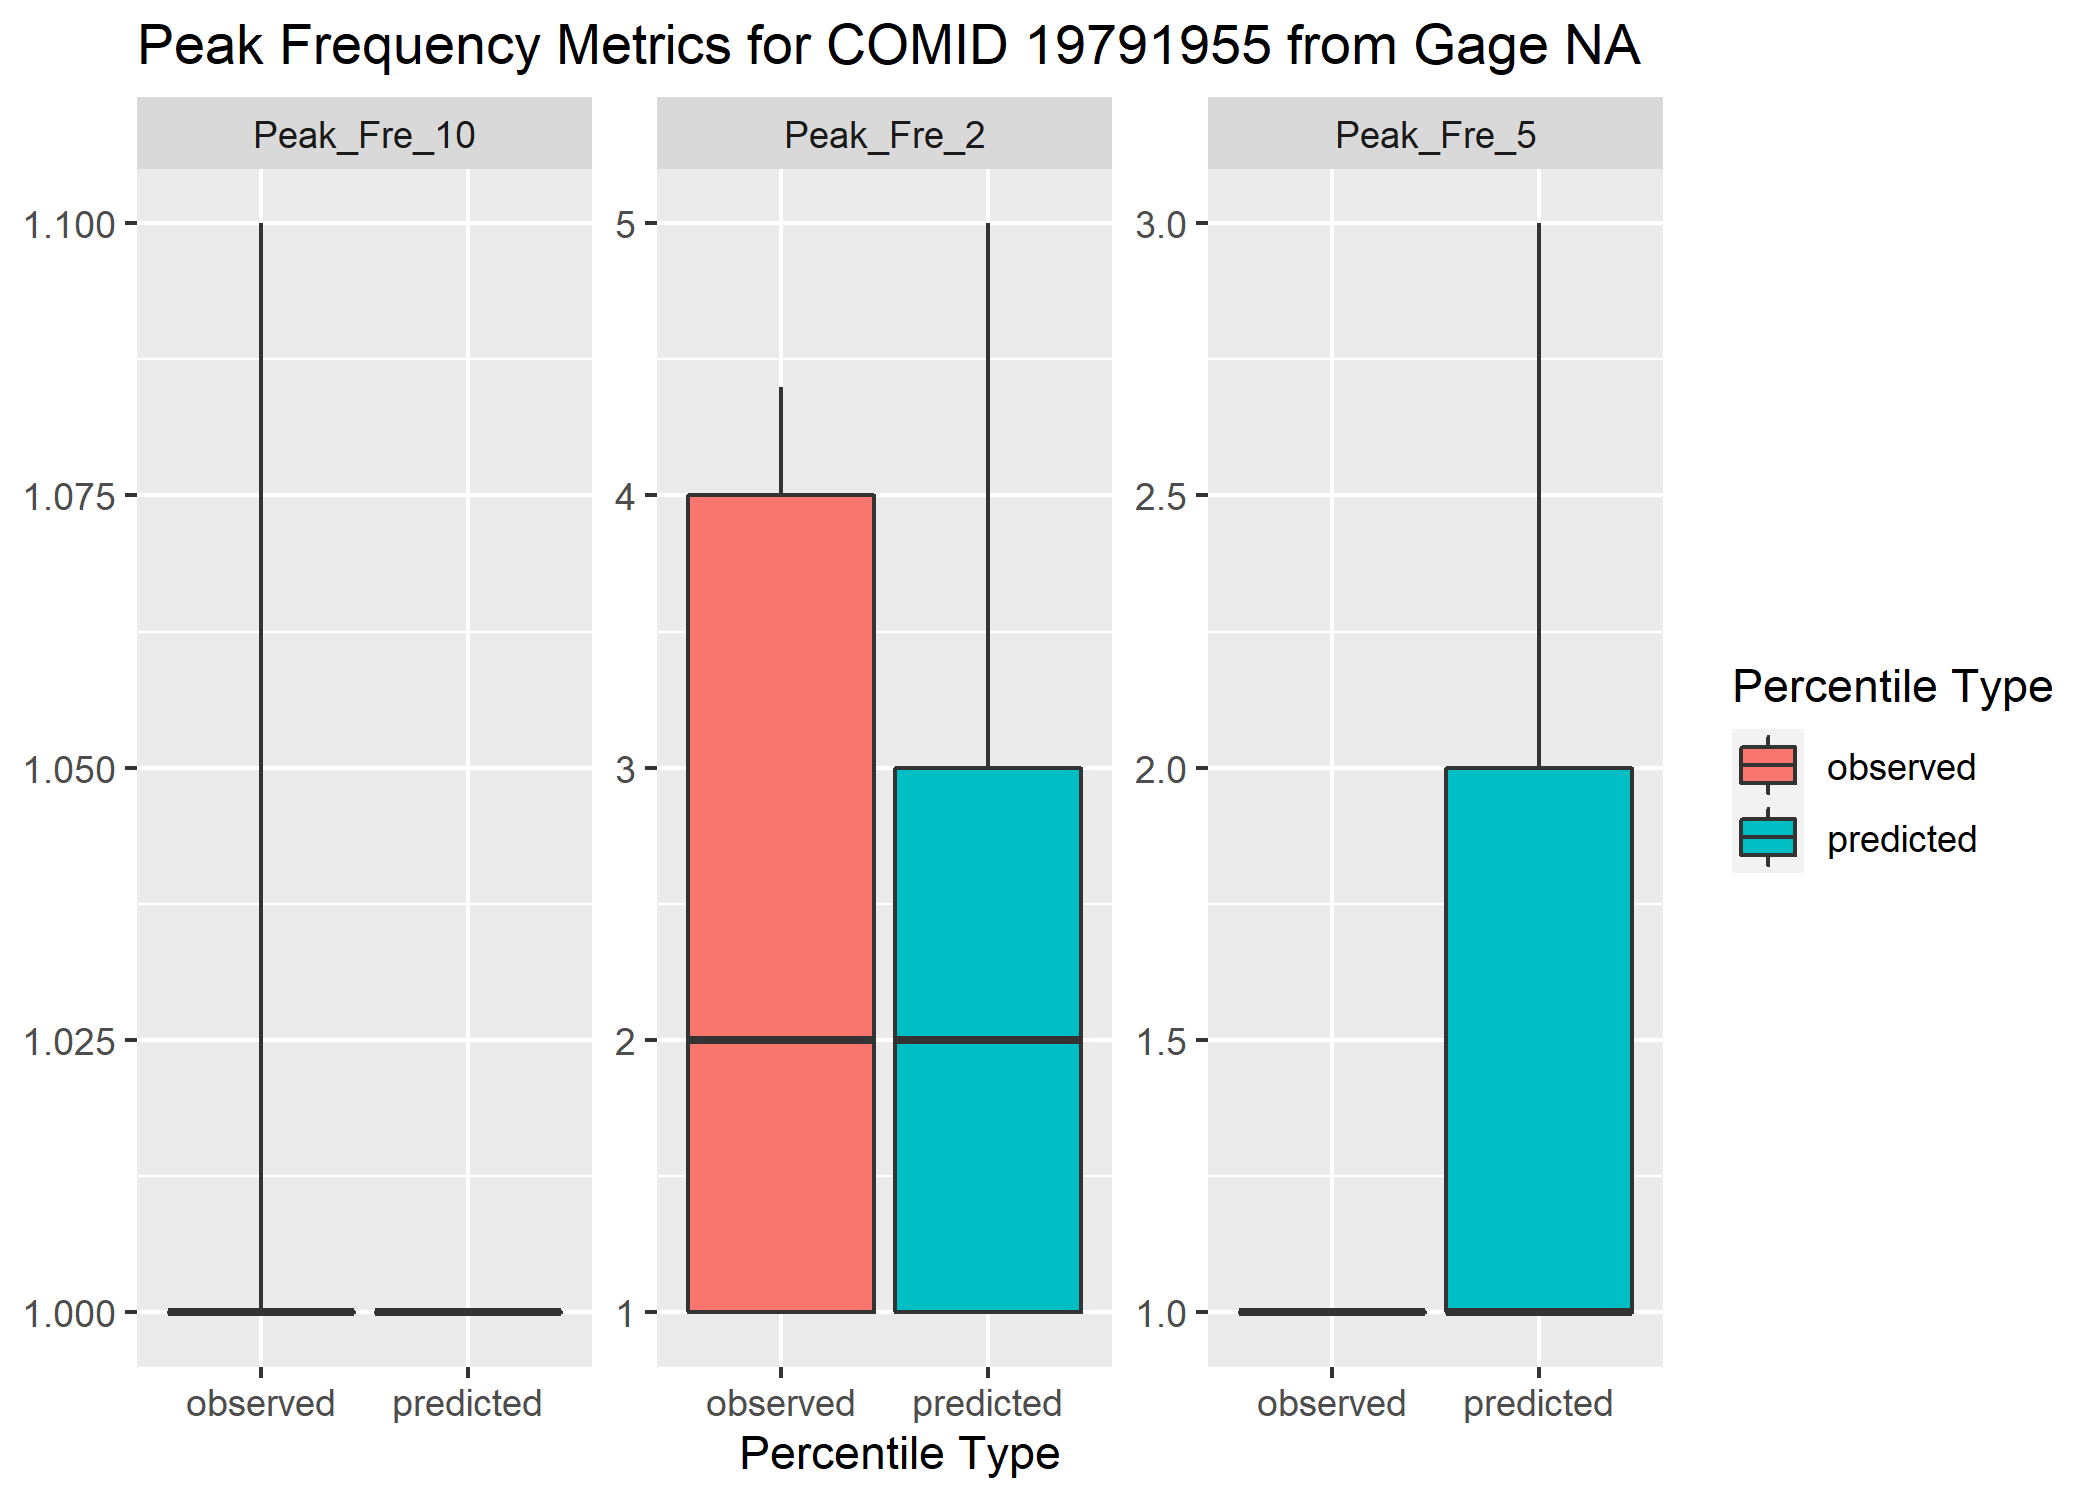 Peak Frequency Metrics for COMID 19791955 from Gage NA
Peak_Fre_10
Peak_Fre_2
Peak_Fre_5
1.100
1.075
1.050
1.025
1.000
5
4
3
2
1
3.0
2.5
2.0
1.5
1.0
observed
predicted
observed
predicted
observed
predicted
Percentile Type
Percentile Type
observed
predicted